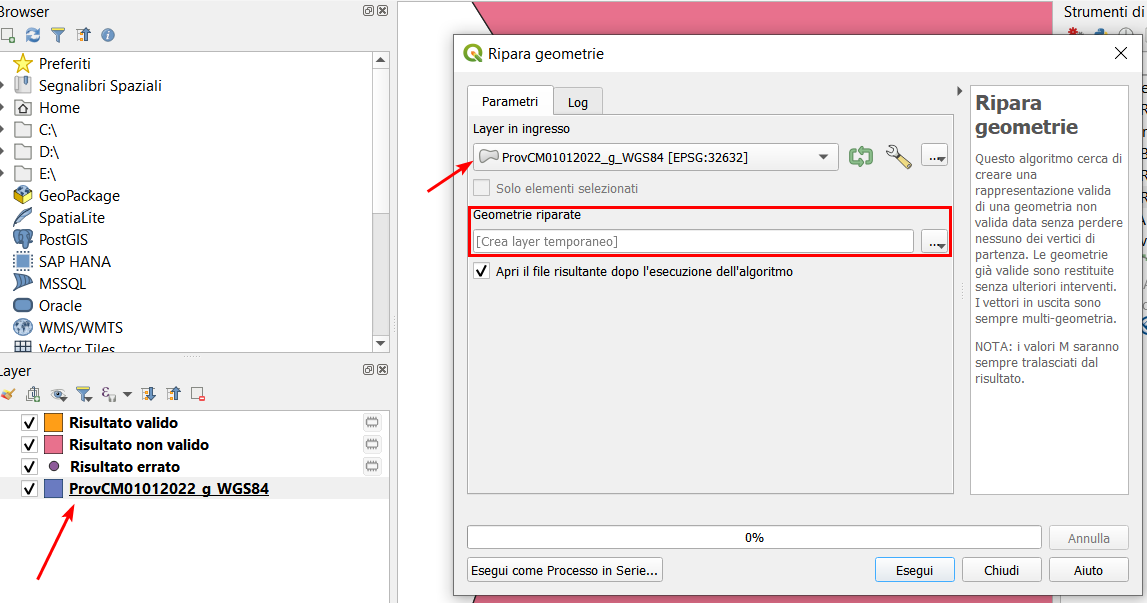 Browser
Preferiti
Segnalibri Spaziali
Home
C:\
D:\
E:\
GeoPackage
SpatiaLite
PostGIS
SAP HANA
MSSQL
Oracle
WMS/WMTS
Vector Tiles
Layer
Risultato valido
Risultato non valido
Risultato errato
ProvCM01012022_g_WGS84
Strumenti di
Ripara geometrie
Parametri
Log
Layer in ingresso
ProvCM01012022_g_WGS84 [EPSG:32632]
...
Solo elementi selezionati
Geometrie riparate
[Crea layer temporaneo]
...
Apri il file risultante dopo l'esecuzione dell'algoritmo
Ripara
geometrie
Questo algoritmo cerca di
creare una
rappresentazione valida
di una geometria non
valida data senza perdere
nessuno dei vertici di
partenza. Le geometrie
già valide sono restituite
senza ulteriori interventi.
I vettori in uscita sono
sempre multi-geometria.
NOTA: i valori M saranno
sempre tralasciati dal
risultato.
0%
Annulla
Esegui come Processo in Serie...
Esegui
Chiudi
Aiuto